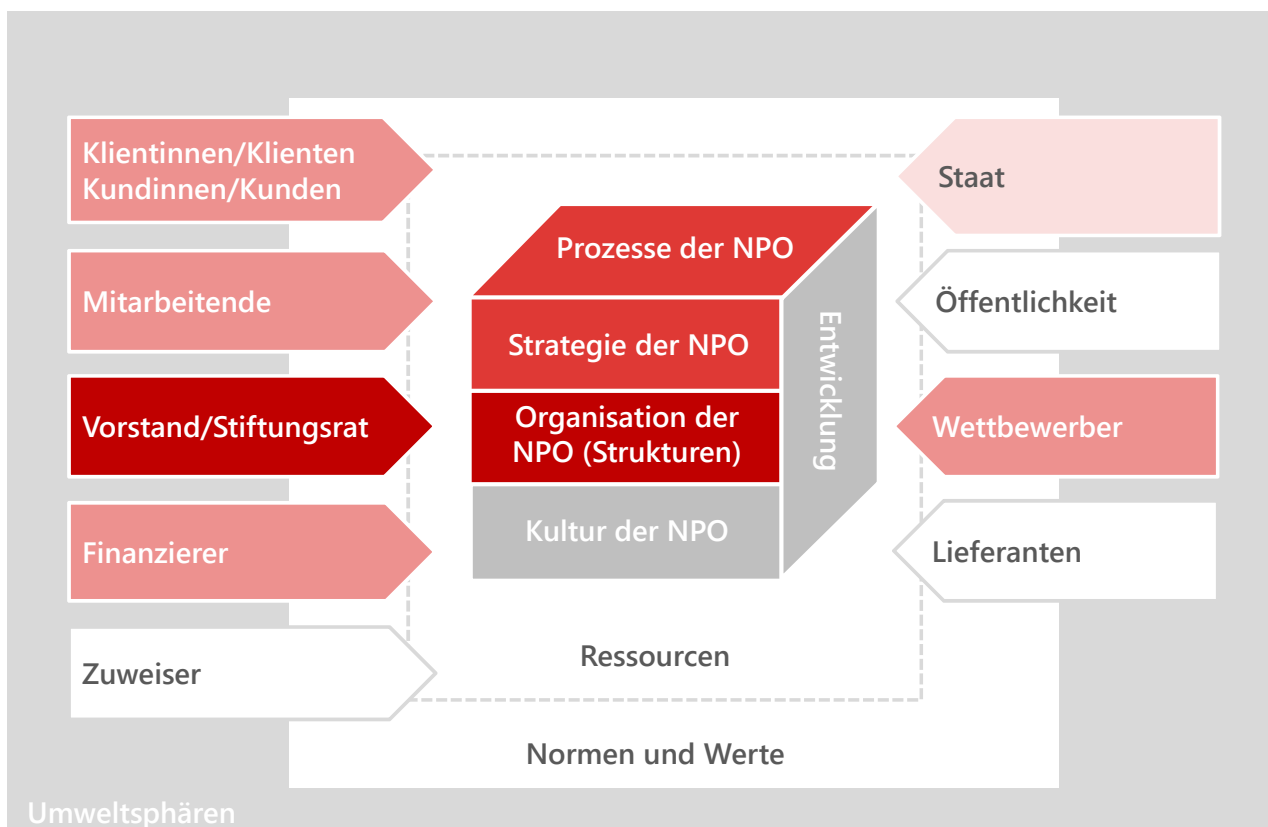 Klientinnen/Klienten
Kundinnen/Kunden
Mitarbeitende
Vorstand/Stiftungsrat
Finanzierer
Zuweiser
Prozesse der NPO
Strategie der NPO
Organisation der
NPO (Strukturen)
Kultur der NPO
Entwicklung
Ressourcen
Normen und Werte
Staat
Öffentlichkeit
Wettbewerber
Lieferanten
Umweltsphären